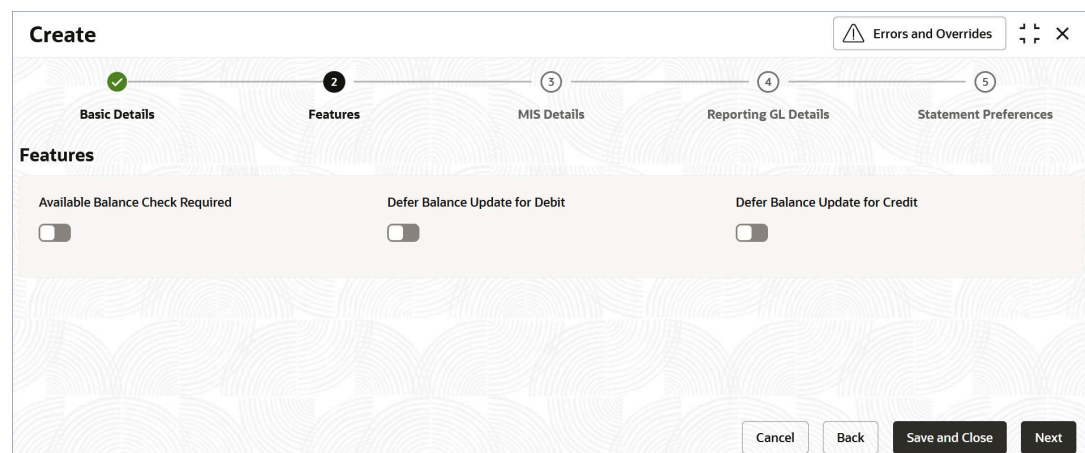 Create
Errors and Overrides
2
3
4
5
Basic Details
Features
MIS Details
Reporting GL Details
Statement Preferences
Features
Available Balance Check Required
Defer Balance Update for Debit
Defer Balance Update for Credit
Cancel
Back
Save and Close
Next